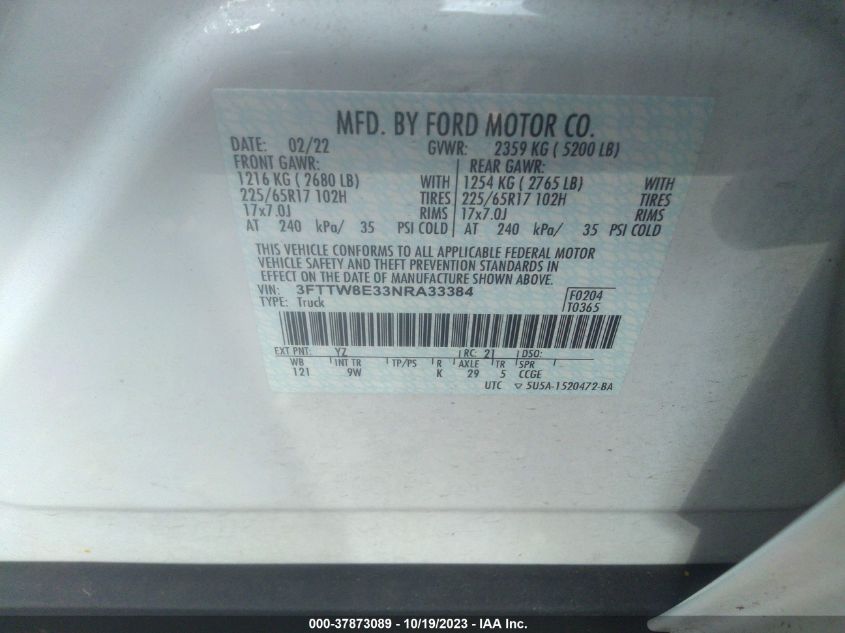 MFD. BY FORD MOTOR CO.
DATE: 02/22 GVWR: 2359 KG ( 5200 LB)
FRONT GAWR: REAR GAWR:
1216 KG ( 2680 LB) WITH 1254 KG ( 2765 LB) WITH
225/65R17 102H TIRES 225/65R17 102H TIRES
17x7.0J RIMS 17x7.0J RIMS
AT 240 kPa/ 35 PSI COLD AT 240 kPa/ 35 PSI COLD
THIS VEHICLE CONFORMS TO ALL APPLICABLE FEDERAL MOTOR
VEHICLE SAFETY AND THEFT PREVENTION STANDARDS IN
EFFECT ON THE DATE OF MANUFACTURE SHOWN ABOVE.
VIN: 3FTTW8E33NRA33384 F0204
TYPE: Truck T0365
EXT PNT: YZ RC: 21 DSO:
WB INT TR TP/PS R AXLE TR SPR
121 9W K 29 5 CCGE
UTC ▽ 5U5A-1520472-BA
000-37873089 - 10/19/2023 - IAA Inc.